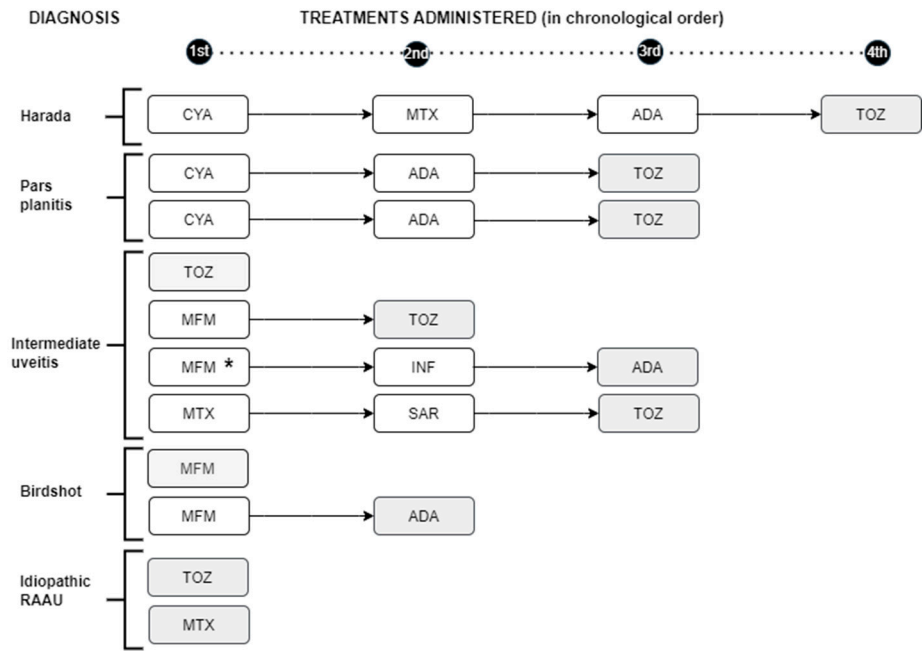 DIAGNOSIS TREATMENTS ADMINISTERED (in chronological order)
1st 2nd 3rd 4th
Harada CYA MTX ADA TOZ
Pars planitis
CYA ADA TOZ
CYA ADA TOZ
Intermediate uveitis
TOZ
MFM TOZ
MFM * INF ADA
MTX SAR TOZ
Birdshot
MFM
MFM ADA
Idiopathic RAAU
TOZ
MTX